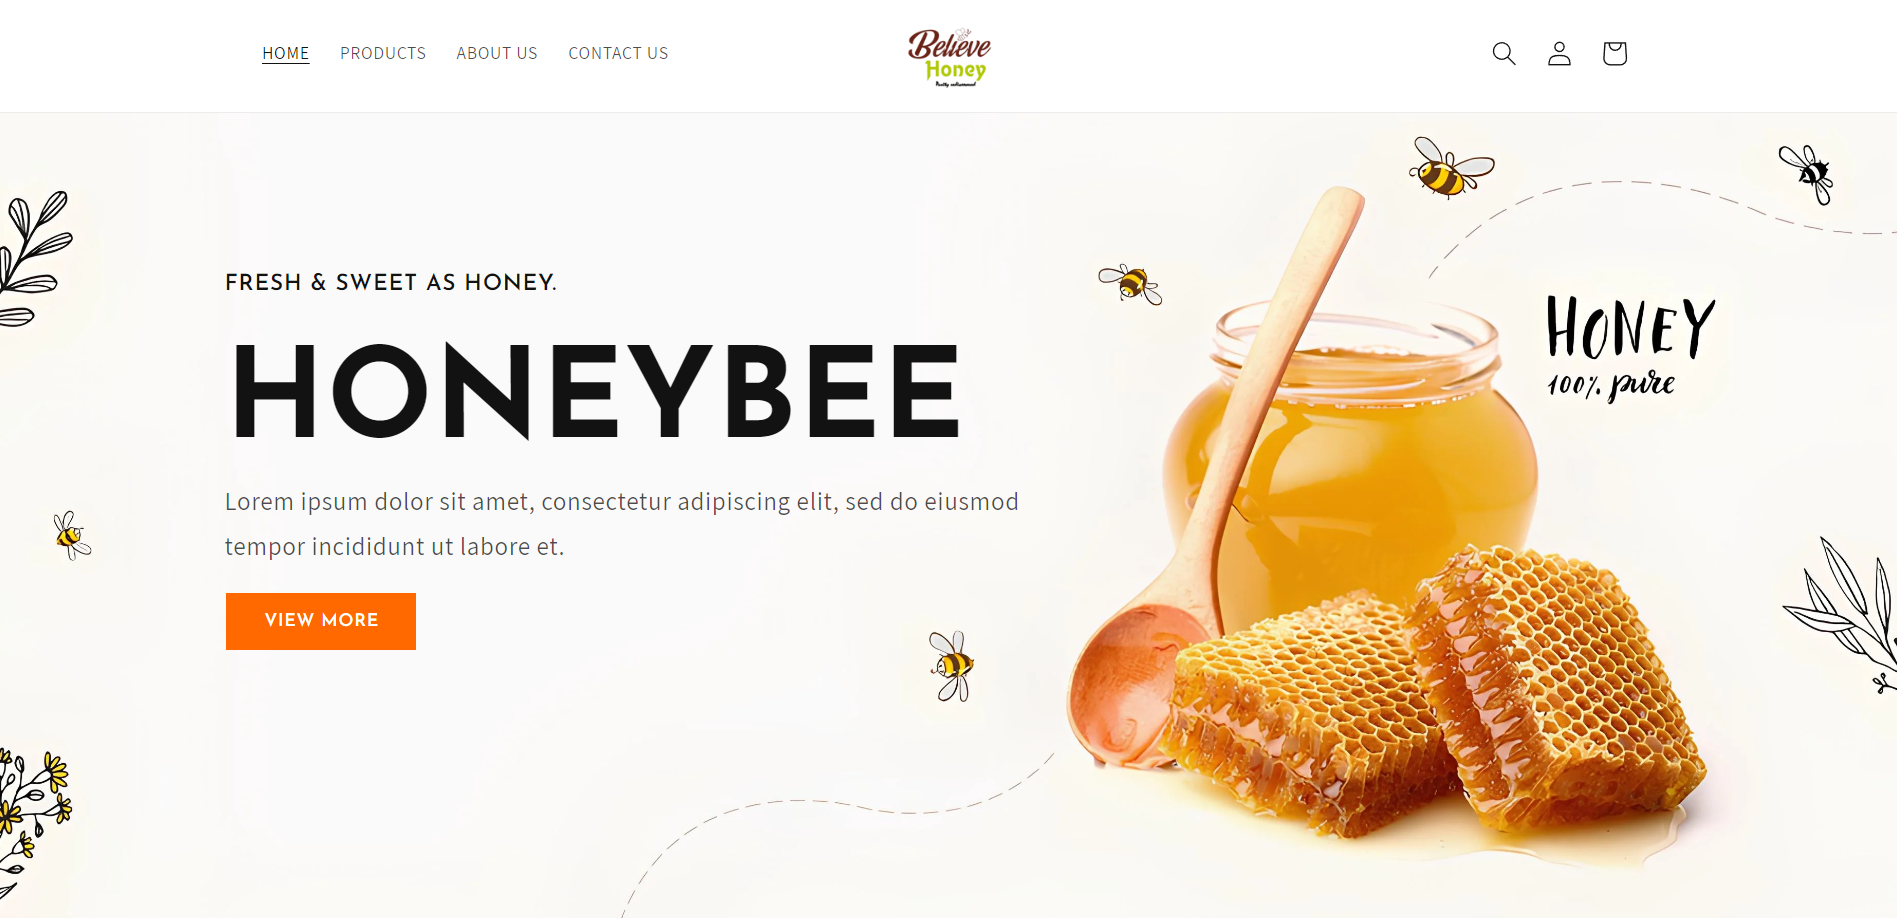 HOME PRODUCTS ABOUT US CONTACT US
Believe
Honey
FRESH & SWEET AS HONEY.
HONEYBEE
Lorem ipsum dolor sit amet, consectetur adipiscing elit, sed do eiusmod
tempor incididunt ut labore et.
VIEW MORE
HONEY
100% pure